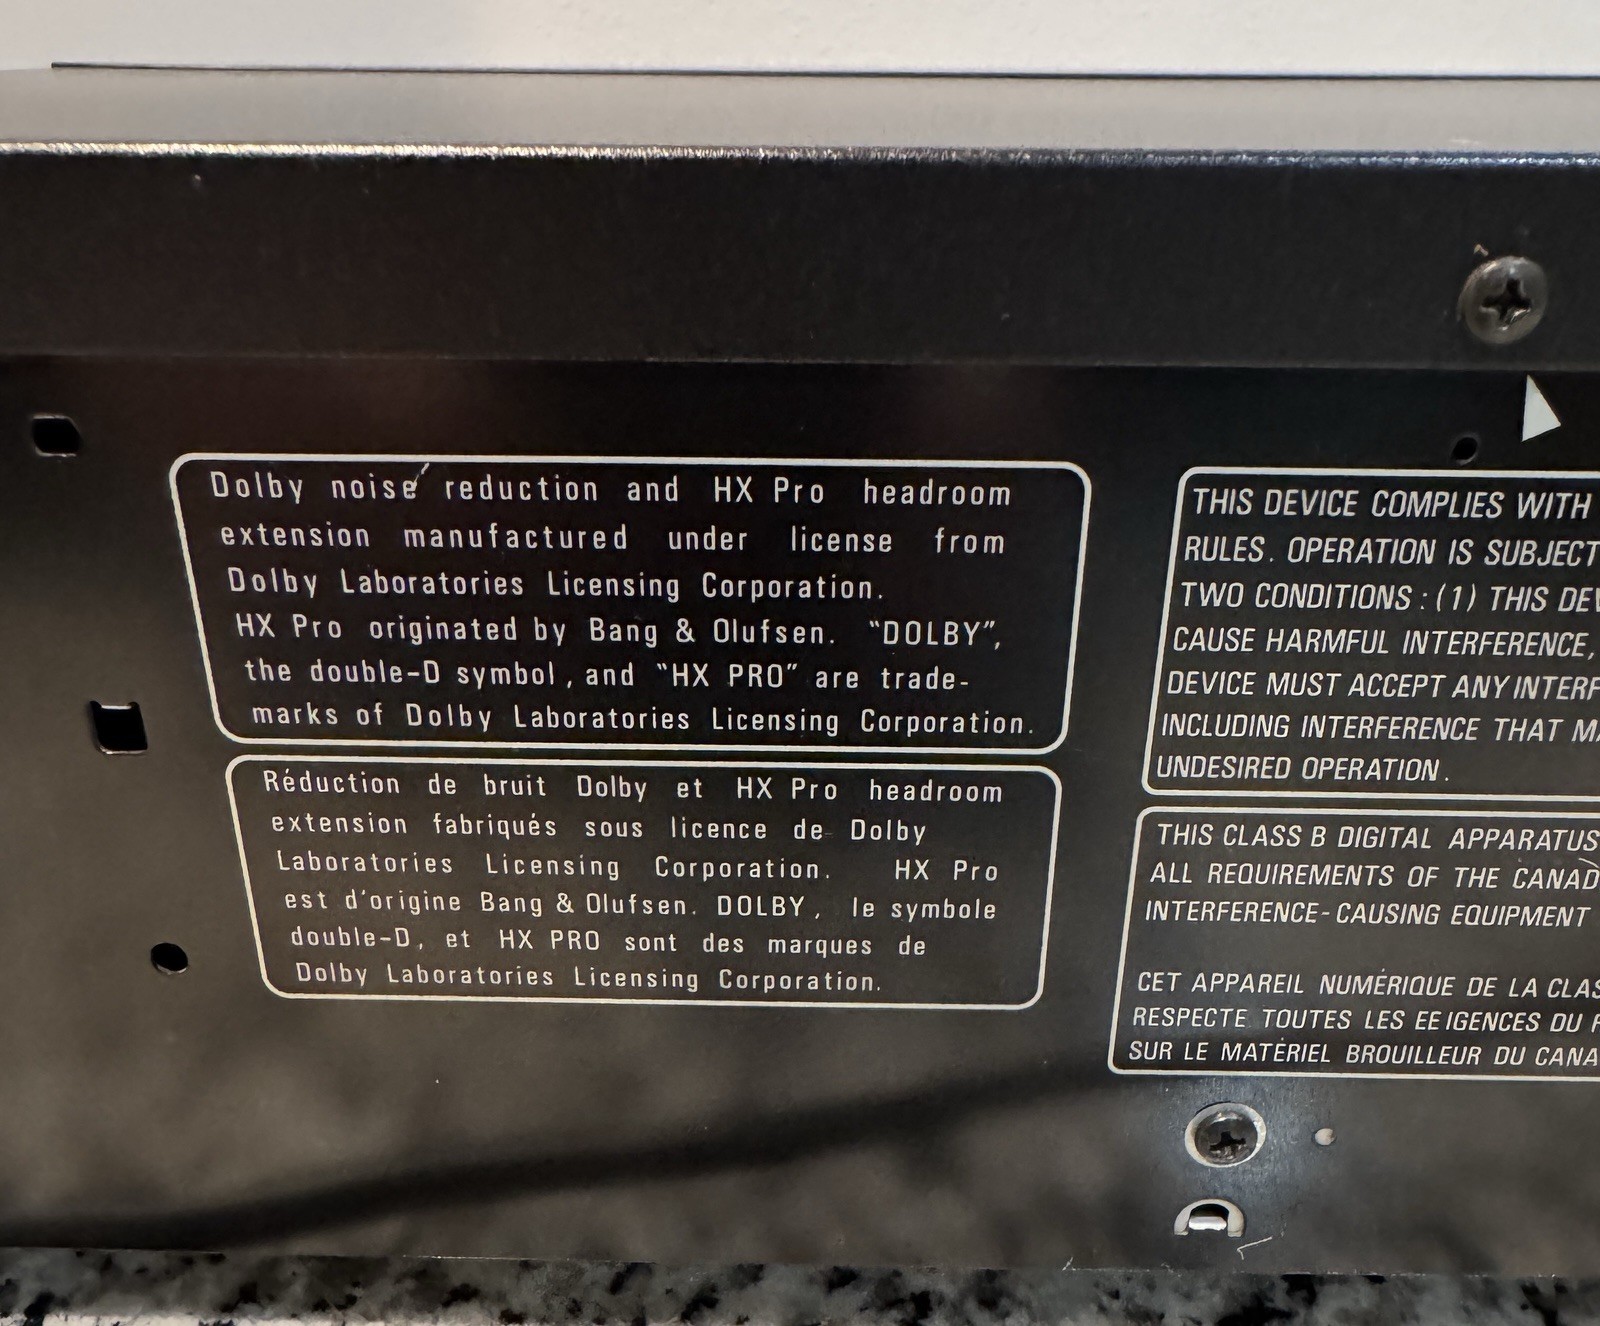 Dolby noise reduction and HX Pro headroom
extension manufactured under license from
Dolby Laboratories Licensing Corporation.
HX Pro originated by Bang & Olufsen. "DOLBY",
the double-D symbol, and "HX PRO" are trade-
marks of Dolby Laboratories Licensing Corporation.
Réduction de bruit Dolby et HX Pro headroom
extension fabriqués sous licence de Dolby
Laboratories Licensing Corporation. HX Pro
est d'origine Bang & Olufsen. DOLBY, le symbole
double-D, et HX PRO sont des marques de
Dolby Laboratories Licensing Corporation.
THIS DEVICE COMPLIES WITH
RULES. OPERATION IS SUBJECT
TWO CONDITIONS : (1) THIS
CAUSE HARMFUL INTERFERENCE,
DEVICE MUST ACCEPT ANY
INCLUDING INTERFERENCE THAT
UNDESIRED OPERATION.
THIS CLASS B DIGITAL APPARATUS
ALL REQUIREMENTS OF THE
INTERFERENCE-CAUSING EQUIPMENT
CET APPAREIL NUMÉRIQUE DE LA
RESPECTE TOUTES LES EEIGENCES DU
SUR LE MATÉRIEL BROUILLEUR DU